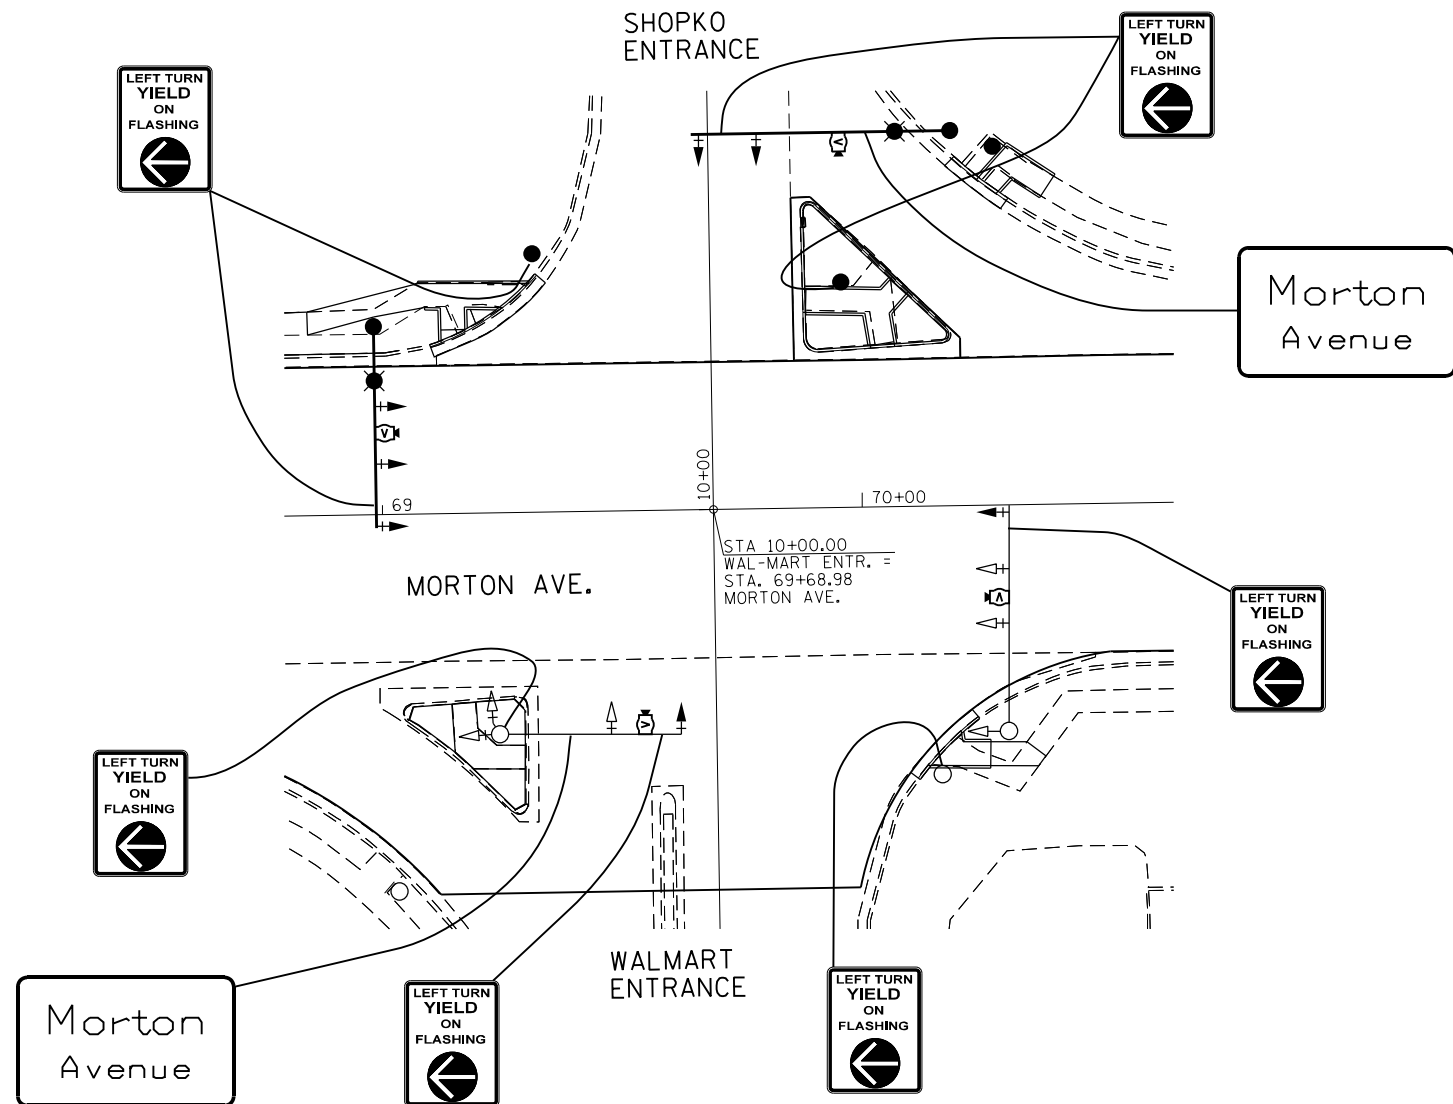 SHOPKO
ENTRANCE
LEFT TURN
YIELD
ON
FLASHING
LEFT TURN
YIELD
ON
FLASHING
V
Morton
Avenue
V
10+00
69
70+00
STA 10+00.00
WAL-MART ENTR. =
STA. 69+68.98
MORTON AVE.
MORTON AVE.
V
LEFT TURN
YIELD
ON
FLASHING
V
LEFT TURN
YIELD
ON
FLASHING
WALMART
ENTRANCE
Morton
Avenue
LEFT TURN
YIELD
ON
FLASHING
LEFT TURN
YIELD
ON
FLASHING